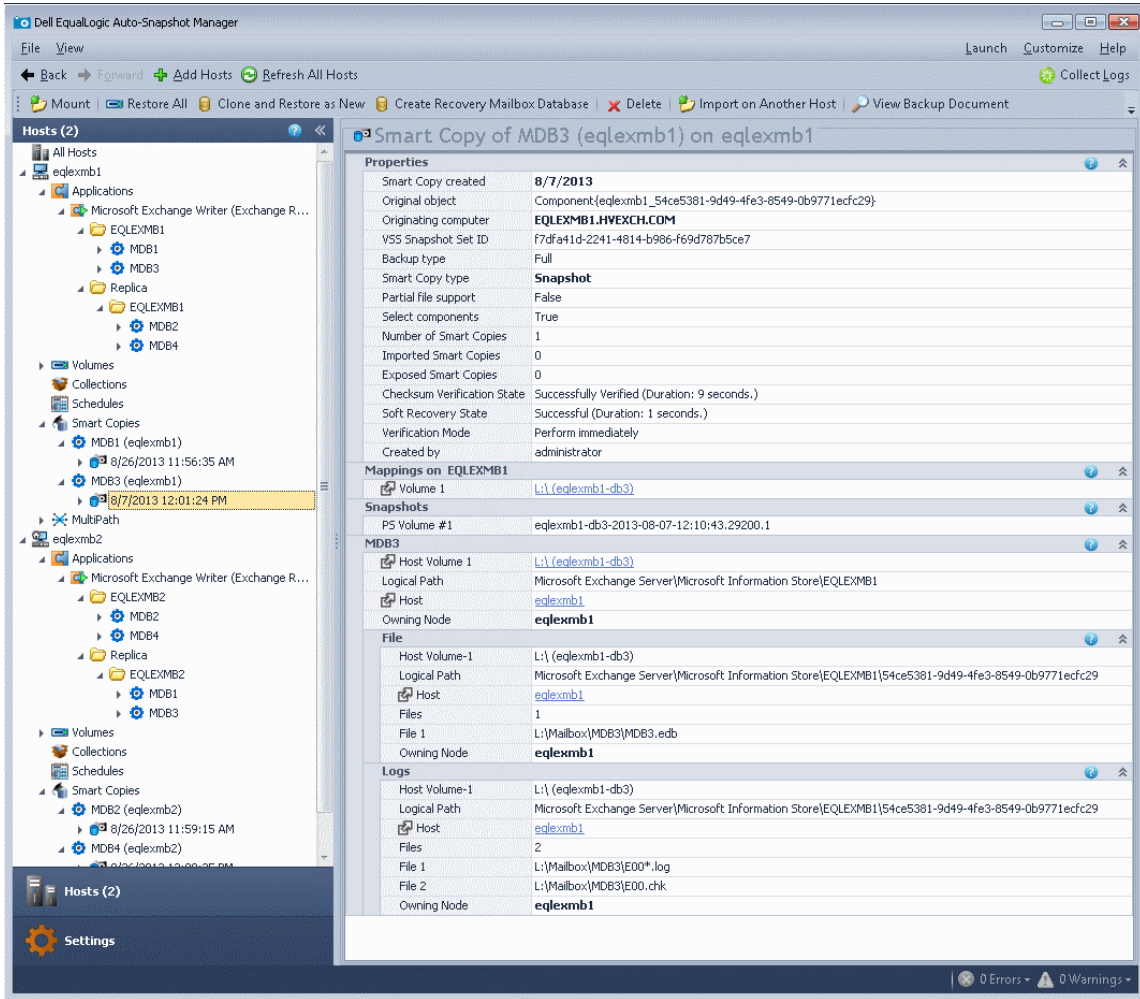 Dell EqualLogic Auto-Snapshot Manager
File View Launch Customize Help
Back Forward Add Hosts Refresh All Hosts Collect Logs
Mount Restore All Clone and Restore as New Create Recovery Mailbox Database Delete Import on Another Host View Backup Document
Hosts (2)
All Hosts
eqlexmb1
Applications
Microsoft Exchange Writer (Exchange R...
EQLEXMB1
MDB1
MDB3
Replica
EQLEXMB1
MDB2
MDB4
Volumes
Collections
Schedules
Smart Copies
MDB1 (eqlexmb1)
8/26/2013 11:56:35 AM
MDB3 (eqlexmb1)
8/7/2013 12:01:24 PM
MultiPath
eqlexmb2
Applications
Microsoft Exchange Writer (Exchange R...
EQLEXMB2
MDB2
MDB4
Replica
EQLEXMB2
MDB1
MDB3
Volumes
Collections
Schedules
Smart Copies
MDB2 (eqlexmb2)
8/26/2013 11:59:15 AM
MDB4 (eqlexmb2)
Hosts (2)
Settings
Smart Copy of MDB3 (eqlexmb1) on eqlexmb1
Properties
Smart Copy created 8/7/2013
Original object Component{eqlexmb1_54ce5381-9d49-4fe3-8549-0b9771ecfc29}
Originating computer EQLEXMB1.HVEXCH.COM
VSS Snapshot Set ID f7dfa41d-2241-4814-b986-f69d787b5ce7
Backup type Full
Smart Copy type Snapshot
Partial file support False
Select components True
Number of Smart Copies 1
Imported Smart Copies 0
Exposed Smart Copies 0
Checksum Verification State Successfully Verified (Duration: 9 seconds.)
Soft Recovery State Successful (Duration: 1 seconds.)
Verification Mode Perform immediately
Created by administrator
Mappings on EQLEXMB1
Volume 1 L:\ (eqlexmb1-db3)
Snapshots
PS Volume #1 eqlexmb1-db3-2013-08-07-12:10:43.29200.1
MDB3
Host Volume 1 L:\ (eqlexmb1-db3)
Logical Path Microsoft Exchange Server\Microsoft Information Store\EQLEXMB1
Host eqlexmb1
Owning Node eqlexmb1
File
Host Volume-1 L:\ (eqlexmb1-db3)
Logical Path Microsoft Exchange Server\Microsoft Information Store\EQLEXMB1\54ce5381-9d49-4fe3-8549-0b9771ecfc29
Host eqlexmb1
Files 1
File 1 L:\Mailbox\MDB3\MDB3.edb
Owning Node eqlexmb1
Logs
Host Volume-1 L:\ (eqlexmb1-db3)
Logical Path Microsoft Exchange Server\Microsoft Information Store\EQLEXMB1\54ce5381-9d49-4fe3-8549-0b9771ecfc29
Host eqlexmb1
Files 2
File 1 L:\Mailbox\MDB3\E00*.log
File 2 L:\Mailbox\MDB3\E00.chk
Owning Node eqlexmb1
0 Errors 0 Warnings